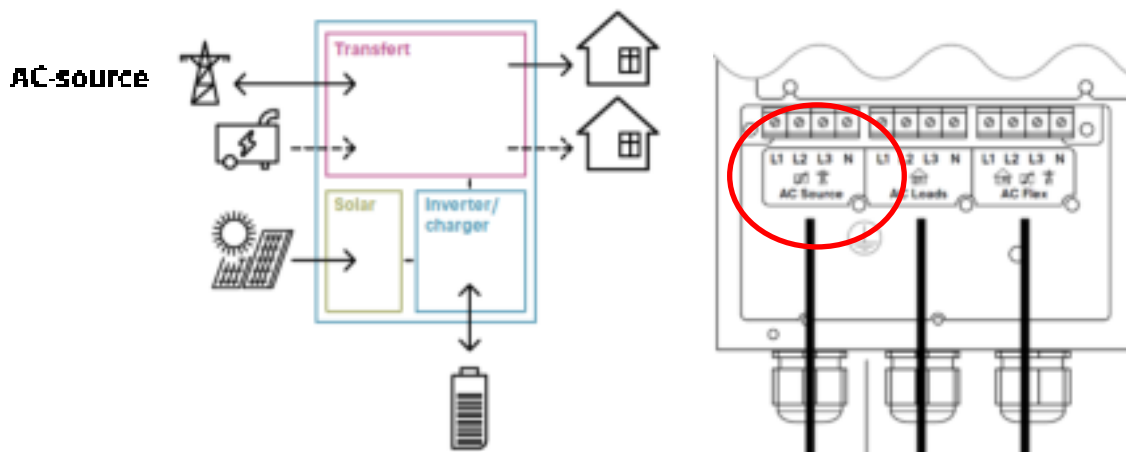 AC-source
Transfert
Solar
Inverter/
charger
L1 L2 L3 N
AC Source
L1 L2 L3 N
AC Loads
L1 L2 L3 N
AC Flex